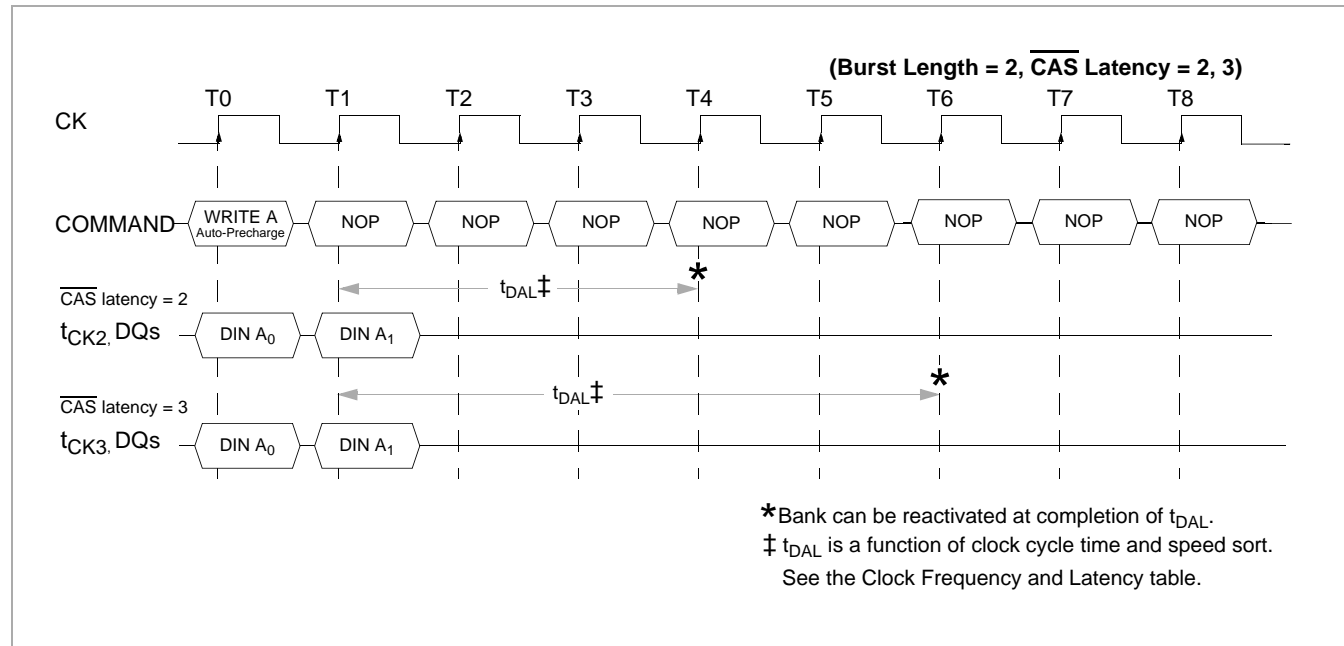 (Burst Length = 2, CAS Latency = 2, 3)
T0 T1 T2 T3 T4 T5 T6 T7 T8
CK
COMMAND WRITE A NOP NOP NOP NOP NOP NOP NOP NOP
Auto-Precharge
*
tDAL‡
CAS latency = 2
tCK2, DQs DIN A0 DIN A1
*
tDAL‡
CAS latency = 3
tCK3, DQs DIN A0 DIN A1
*Bank can be reactivated at completion of tDAL.
‡ tDAL is a function of clock cycle time and speed sort.
See the Clock Frequency and Latency table.